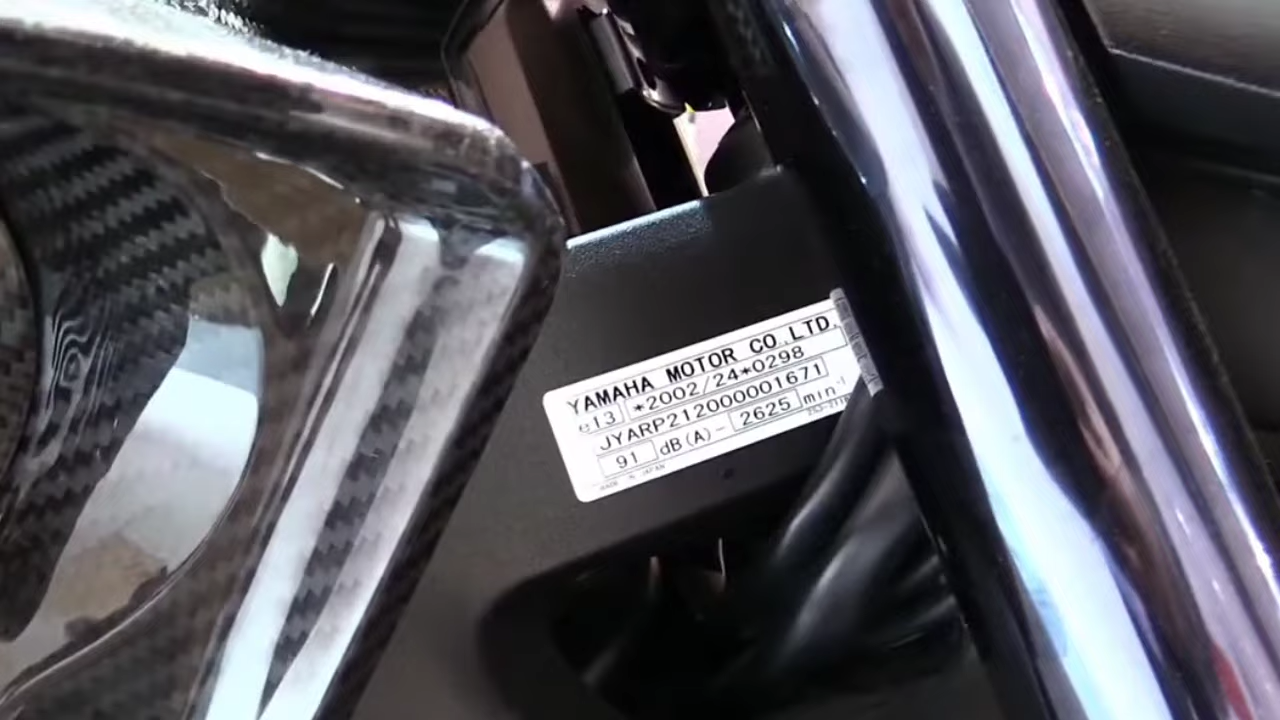 YAMAHA MOTOR CO.,LTD.
e13 *2002/24*0298
JYARP212000001671
91 dB(A) - 2625 min-1
MADE IN JAPAN